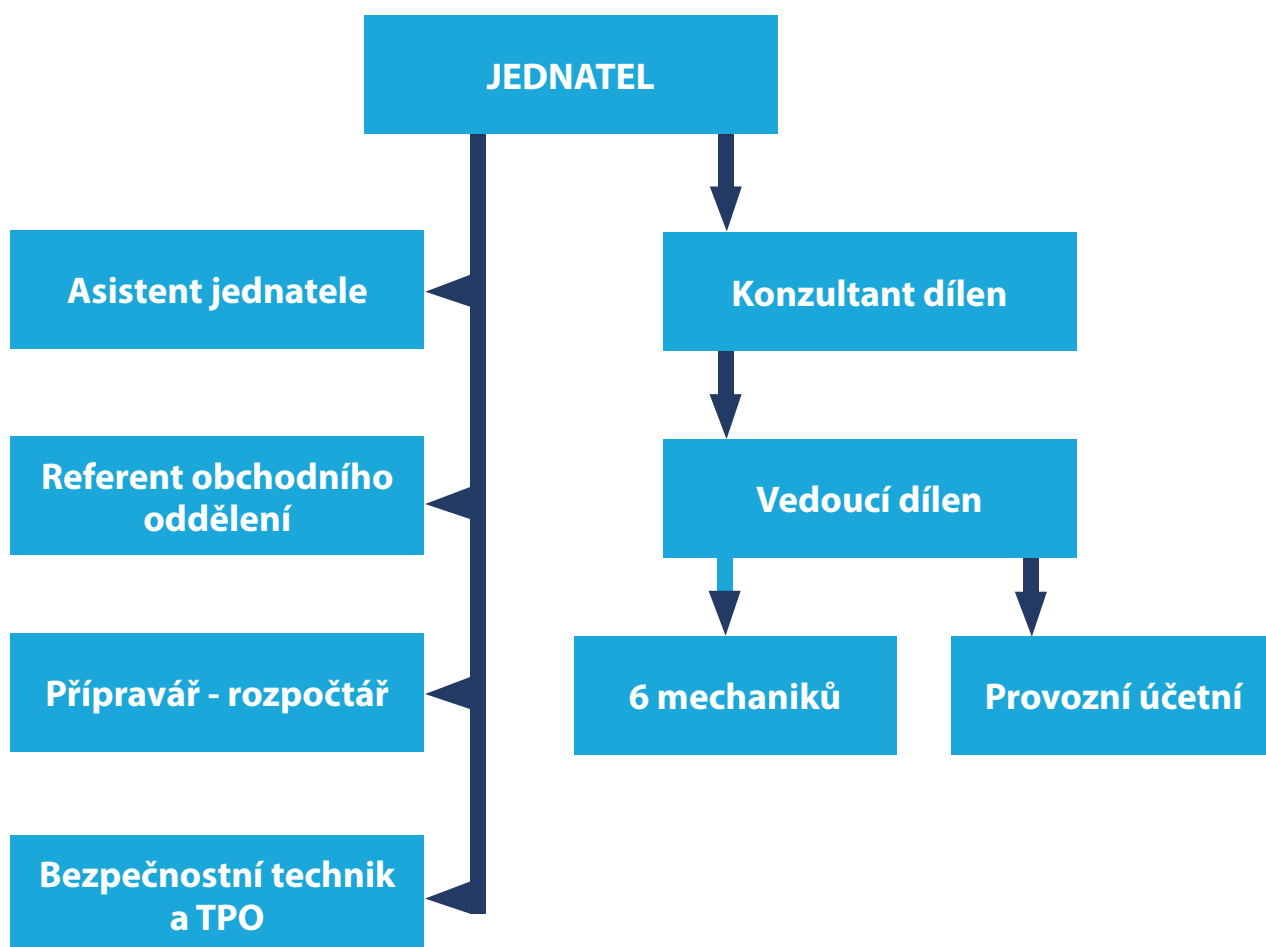 JEDNATEL
Asistent jednatele
Konzultant dílen
Referent obchodního
oddělení
Vedoucí dílen
Přípravář - rozpočtář
6 mechaniků
Provozní účetní
Bezpečnostní technik
a TPO